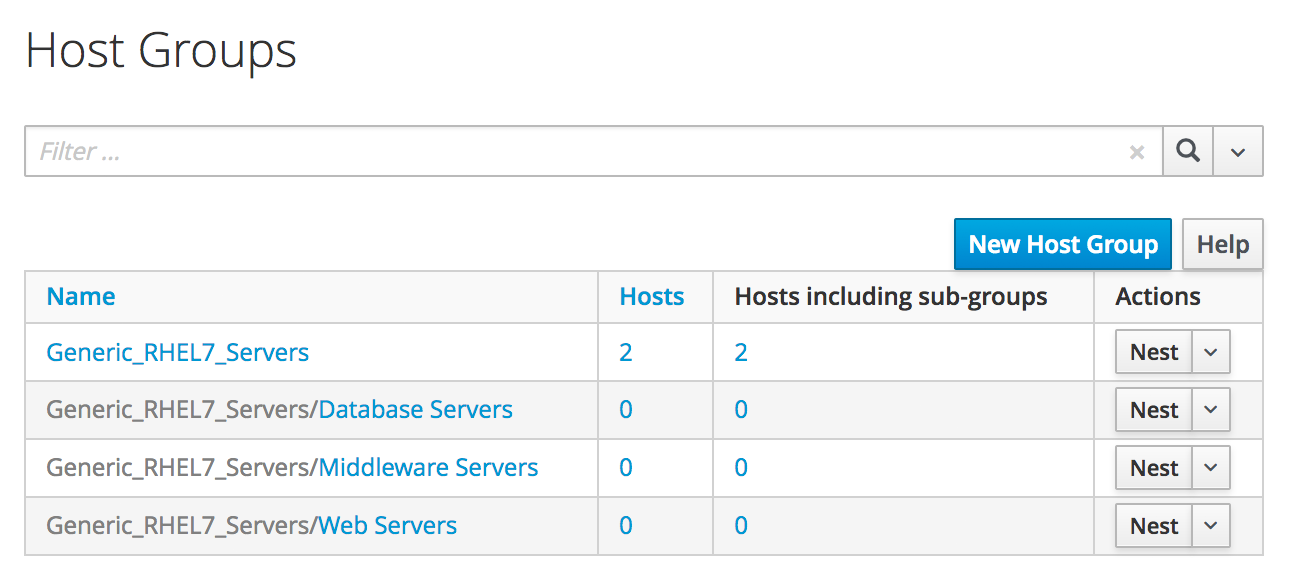 Host Groups
Filter ...
New Host Group Help
Name Hosts Hosts including sub-groups Actions
Generic_RHEL7_Servers 2 2 Nest
Generic_RHEL7_Servers/Database Servers 0 0 Nest
Generic_RHEL7_Servers/Middleware Servers 0 0 Nest
Generic_RHEL7_Servers/Web Servers 0 0 Nest